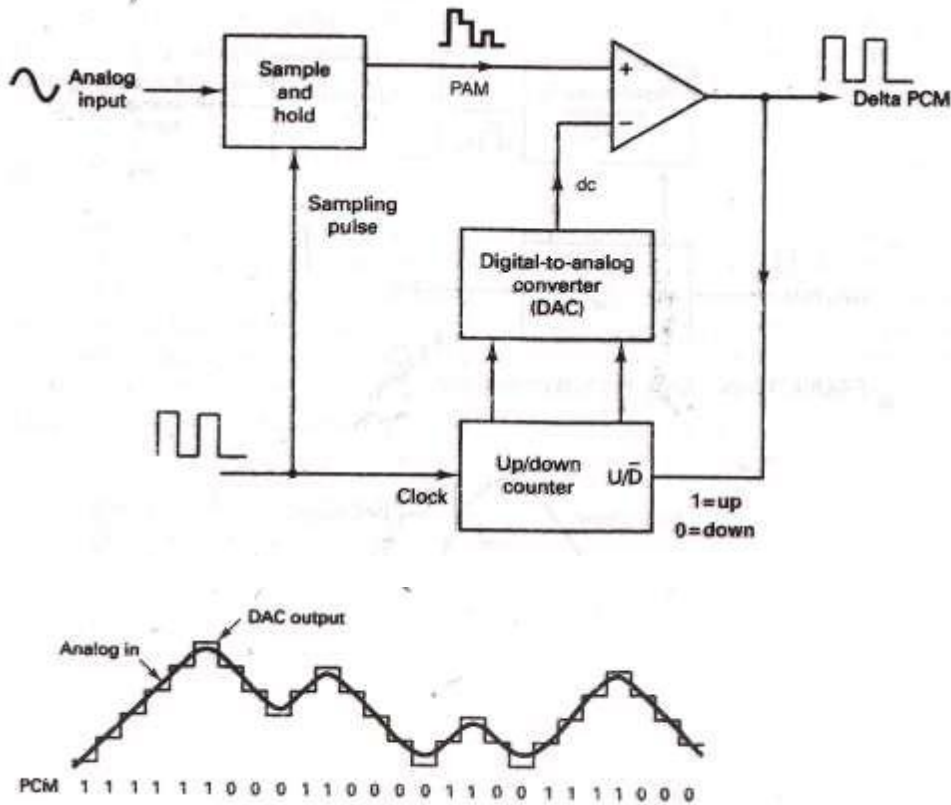 Analog
input
Sample
and
hold
PAM
+
−
Delta PCM
dc
Sampling
pulse
Digital-to-analog
converter
(DAC)
Up/down
counter
U/D̅
Clock
1=up
0=down
DAC output
Analog in
PCM 1 1 1 1 1 1 0 0 0 1 1 0 0 0 0 1 1 0 0 1 1 1 1 0 0 0